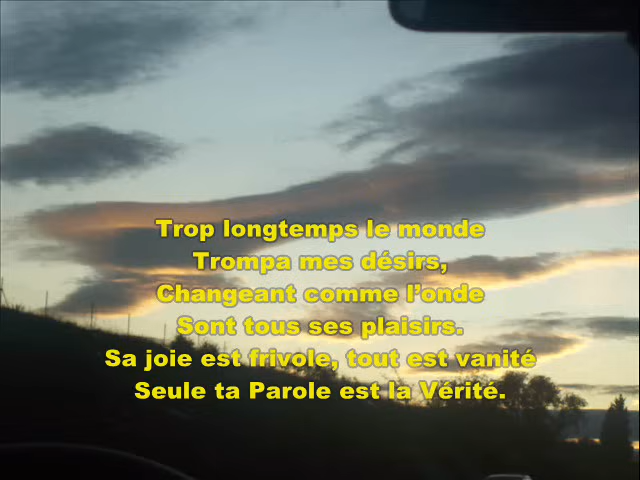 Trop longtemps le monde
Trompa mes désirs,
Changeant comme l’onde
Sont tous ses plaisirs.
Sa joie est frivole, tout est vanité
Seule ta Parole est la Vérité.